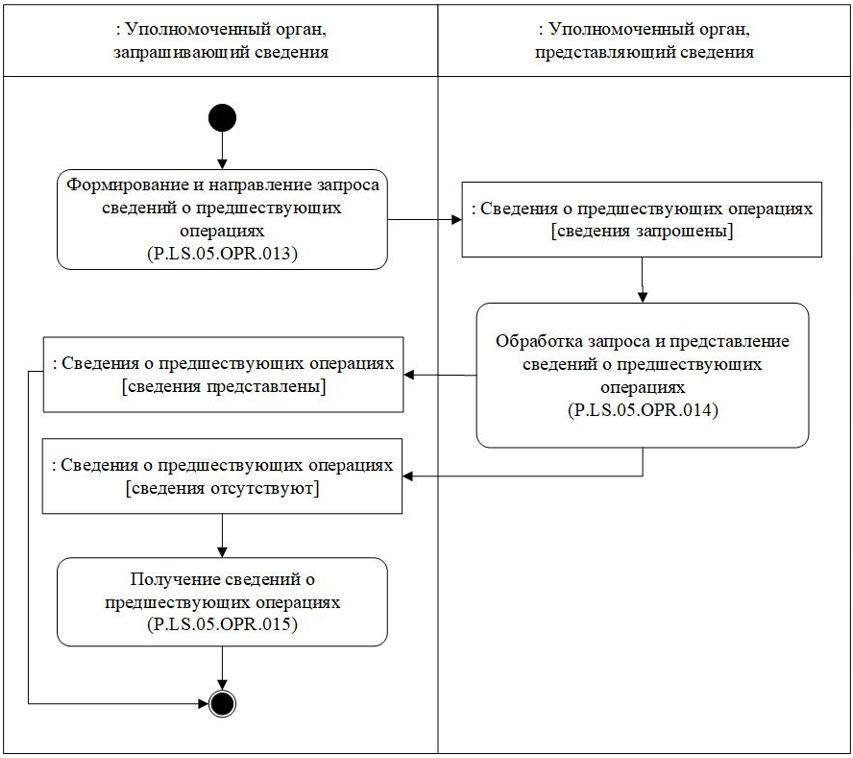 : Уполномоченный орган,
запрашивающий сведения
: Уполномоченный орган,
представляющий сведения
Формирование и направление запроса
сведений о предшествующих
операциях
(P.LS.05.OPR.013)
: Сведения о предшествующих операциях
[сведения запрошены]
Обработка запроса и представление
сведений о предшествующих
операциях
(P.LS.05.OPR.014)
: Сведения о предшествующих операциях
[сведения представлены]
: Сведения о предшествующих операциях
[сведения отсутствуют]
Получение сведений о
предшествующих операциях
(P.LS.05.OPR.015)